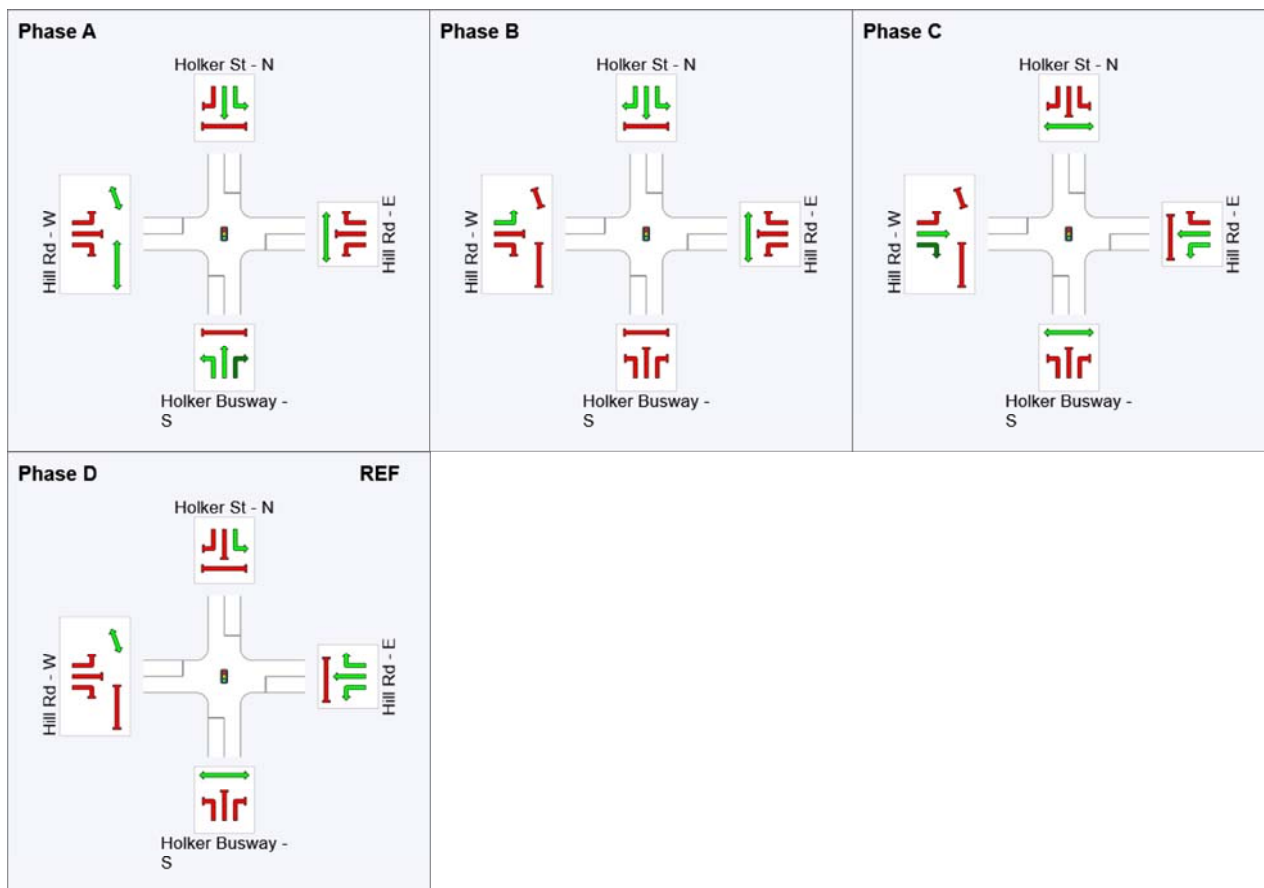 Phase A
Holker St - N
Hill Rd - W
Hill Rd - E
Holker Busway -
S
Phase B
Holker St - N
Hill Rd - W
Hill Rd - E
Holker Busway -
S
Phase C
Holker St - N
Hill Rd - W
Hill Rd - E
Holker Busway -
S
Phase D
REF
Holker St - N
Hill Rd - W
Hill Rd - E
Holker Busway -
S